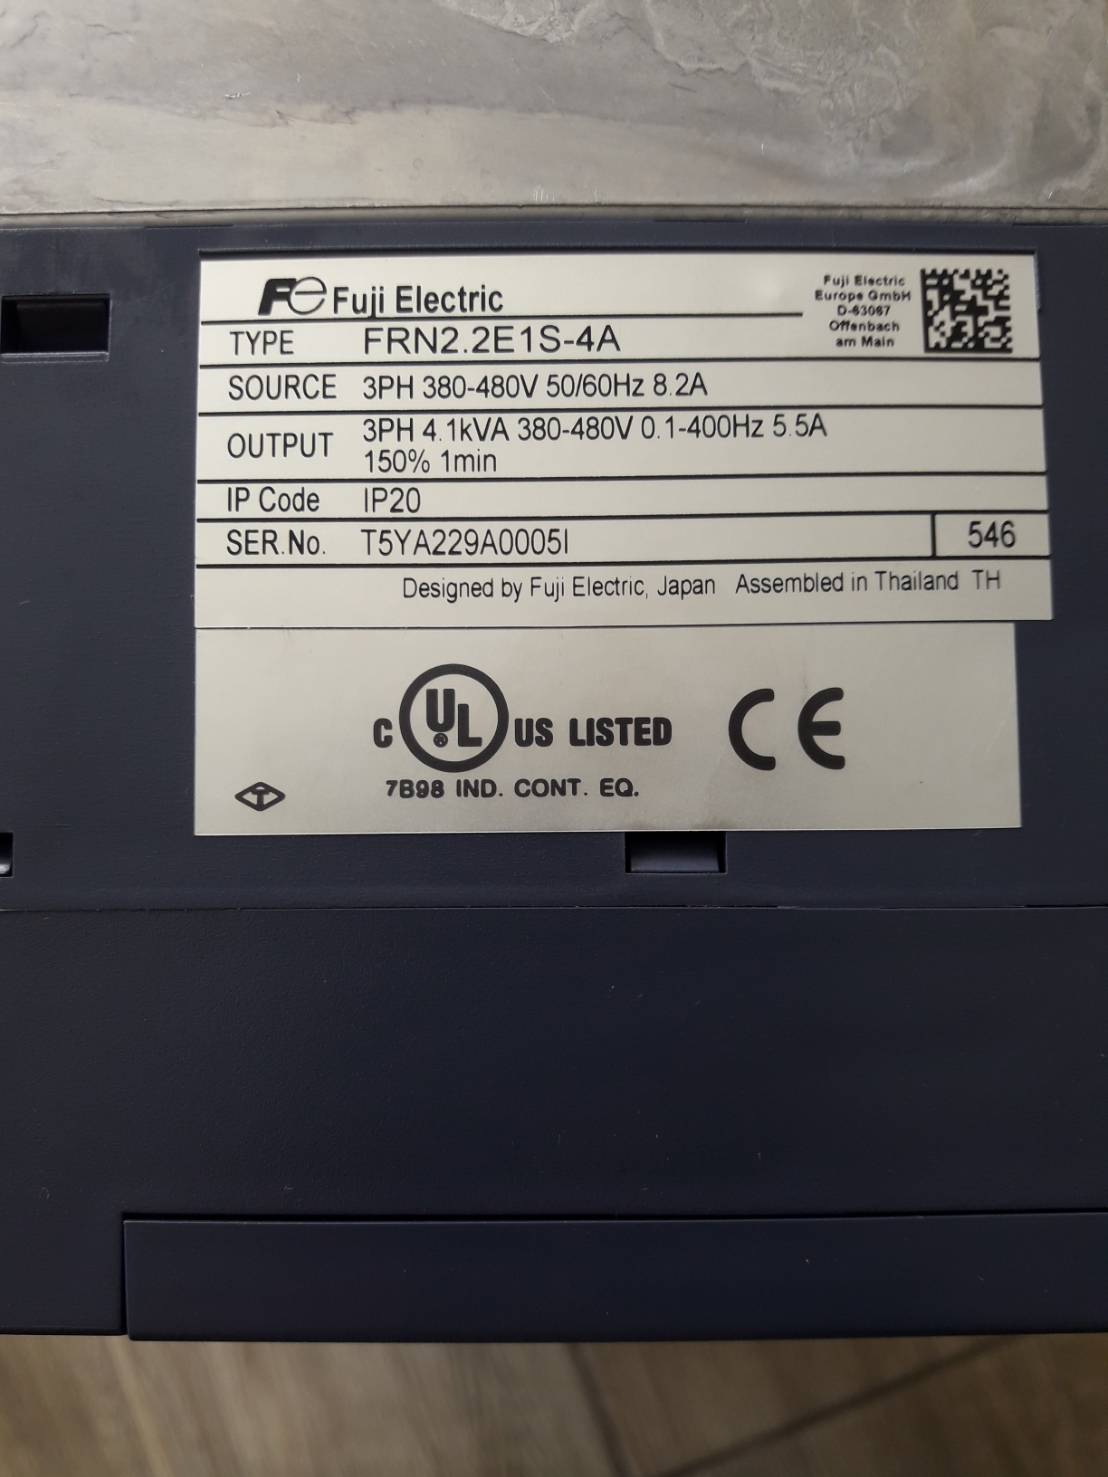 Fe Fuji Electric
Fuji Electric
Europe GmbH
D-63067
Offenbach
am Main
TYPE FRN2.2E1S-4A
SOURCE 3PH 380-480V 50/60Hz 8.2A
OUTPUT 3PH 4.1kVA 380-480V 0.1-400Hz 5.5A
150% 1min
IP Code IP20
SER.No. T5YA229A0005I 546
Designed by Fuji Electric, Japan Assembled in Thailand TH
C UL® US LISTED CE
7B98 IND. CONT. EQ.
T